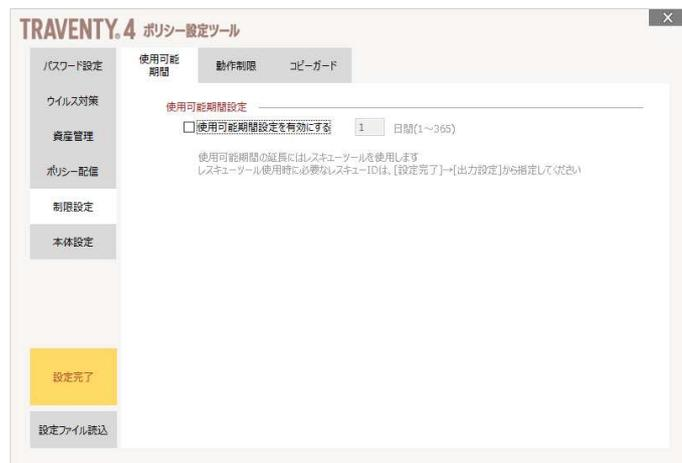 TRAVENTY® 4 ポリシー設定ツール
パスワード設定
ウイルス対策
資産管理
ポリシー配信
制限設定
本体設定
設定完了
設定ファイル読込
使用可能
期間
動作制限
コピーガード
使用可能期間設定
使用可能期間設定を有効にする 1 日間(1～365)
使用可能期間の延長にはレスキューツールを使用します
レスキューツール使用時に必要なレスキューIDは、[設定完了]→[出力設定]から指定してください